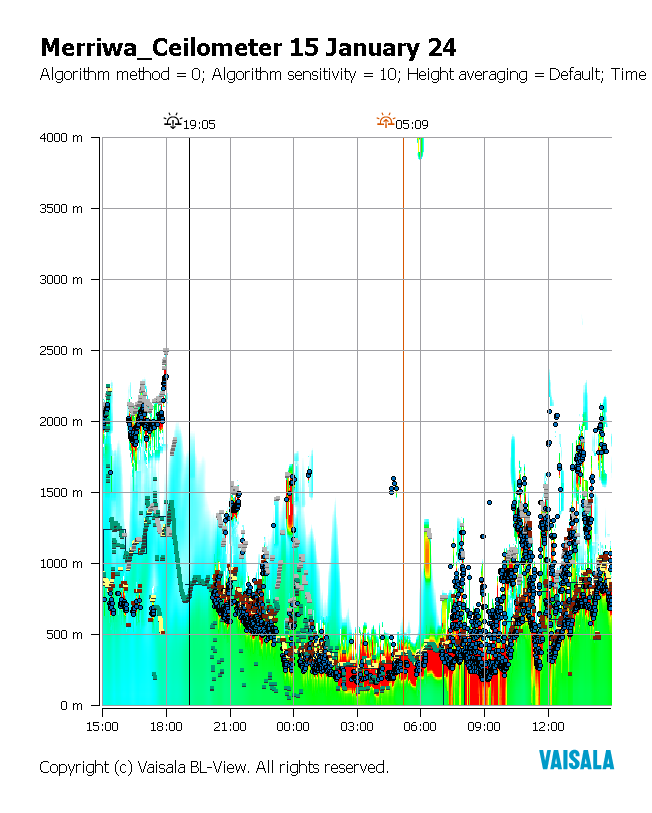 Merriwa_Ceilometer 15 January 24
Algorithm method = 0; Algorithm sensitivity = 10; Height averaging = Default; Time
19:05 05:09
4000 m
3500 m
3000 m
2500 m
2000 m
1500 m
1000 m
500 m
0 m
15:00 18:00 21:00 00:00 03:00 06:00 09:00 12:00
VAISALA
Copyright (c) Vaisala BL-View. All rights reserved.